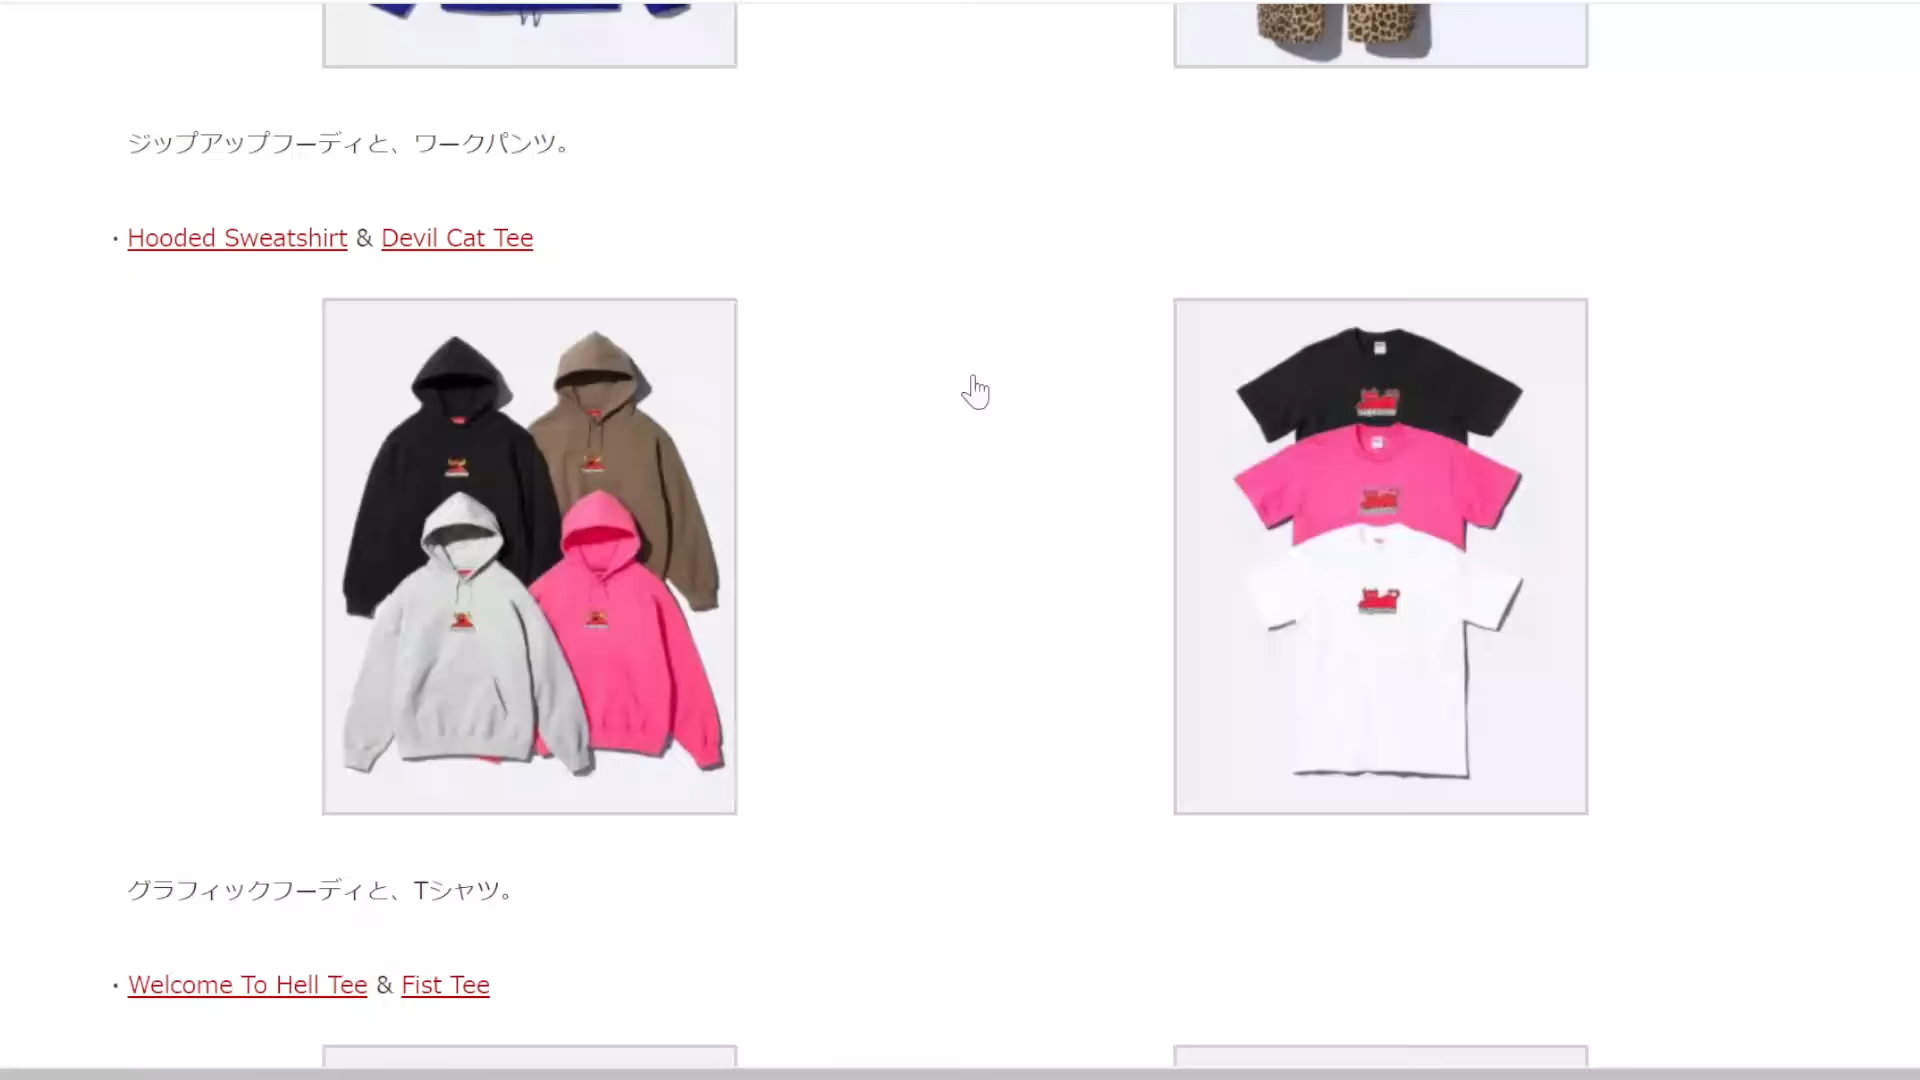 ジップアップフーディと、ワークパンツ。
・Hooded Sweatshirt & Devil Cat Tee
グラフィックフーディと、Tシャツ。
・Welcome To Hell Tee & Fist Tee